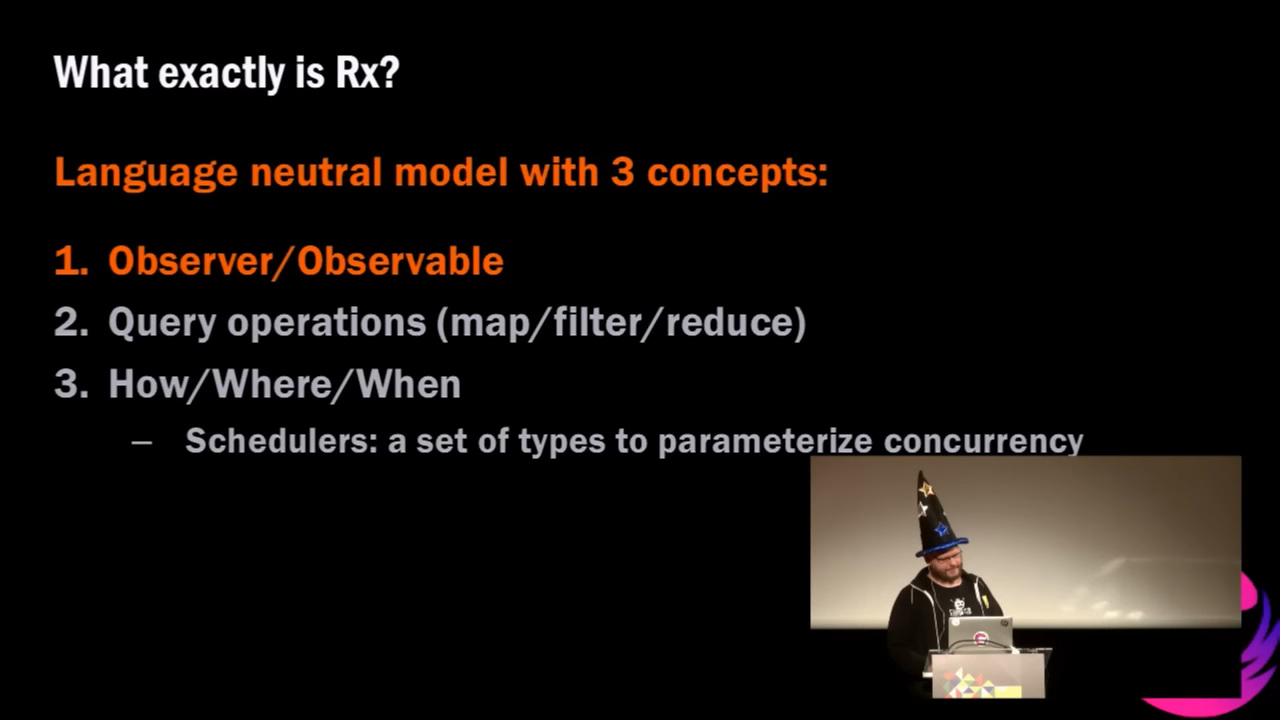 What exactly is Rx?
Language neutral model with 3 concepts:
1. Observer/Observable
2. Query operations (map/filter/reduce)
3. How/Where/When
– Schedulers: a set of types to parameterize concurrency